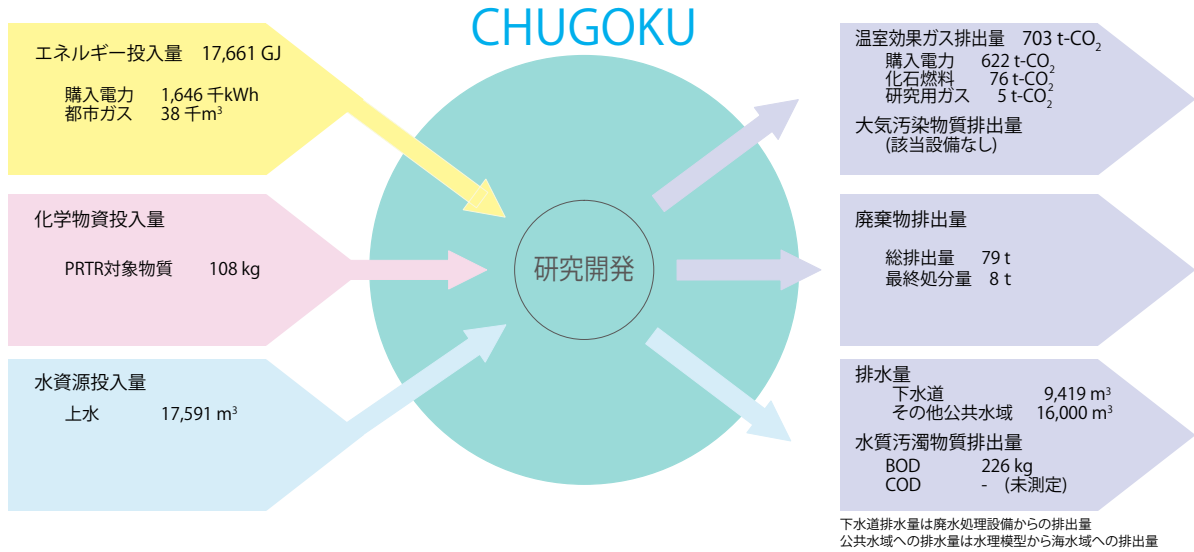 CHUGOKU
エネルギー投入量 17,661 GJ
購入電力 1,646 千kWh
都市ガス 38 千m³
化学物資投入量
PRTR対象物質 108 kg
水資源投入量
上水 17,591 m³
研究開発
温室効果ガス排出量 703 t-CO₂
購入電力 622 t-CO₂
化石燃料 76 t-CO₂
研究用ガス 5 t-CO₂
大気汚染物質排出量
(該当設備なし)
廃棄物排出量
総排出量 79 t
最終処分量 8 t
排水量
下水道 9,419 m³
その他公共水域 16,000 m³
水質汚濁物質排出量
BOD 226 kg
COD - (未測定)
下水道排水量は廃水処理設備からの排出量
公共水域への排水量は水理模型から海水域への排出量